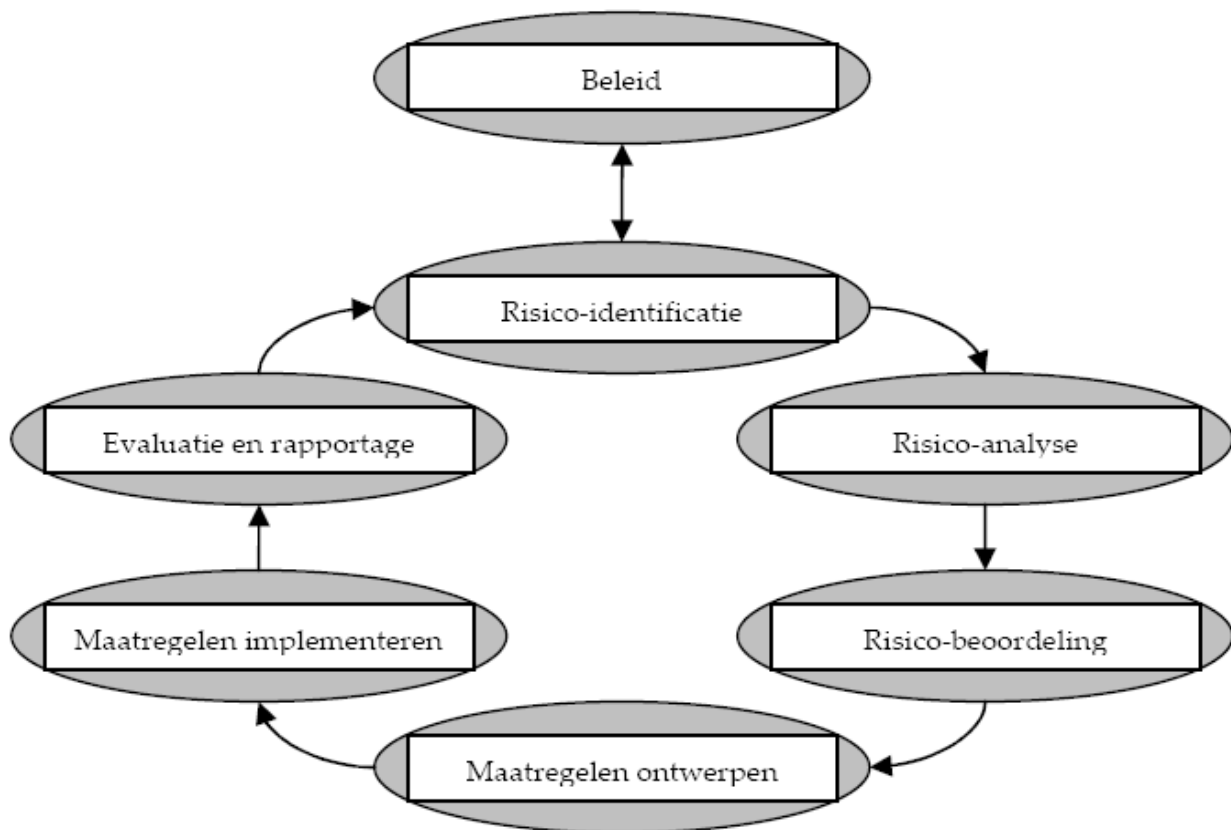 Beleid
Risico-identificatie
Evaluatie en rapportage
Risico-analyse
Maatregelen implementeren
Risico-beoordeling
Maatregelen ontwerpen